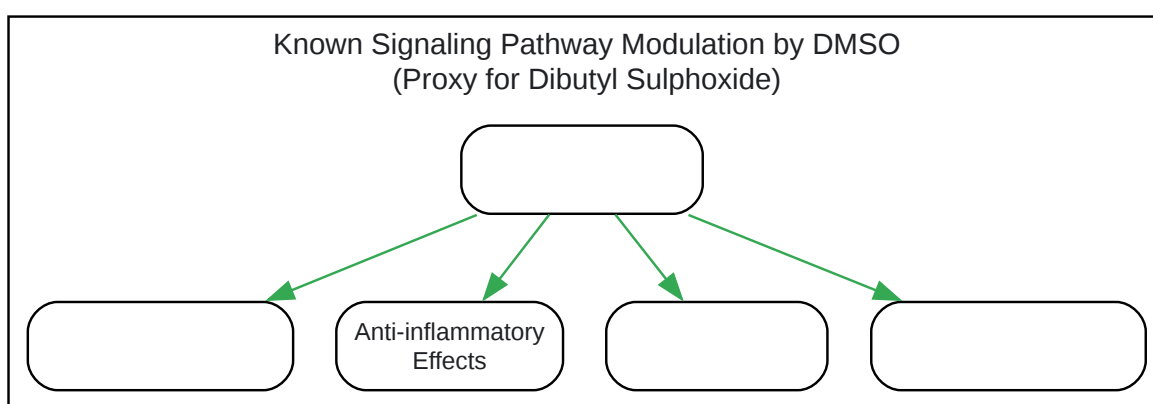 Known Signaling Pathway Modulation by DMSO
(Proxy for Dibutyl Sulphoxide)
Anti-inflammatory
Effects